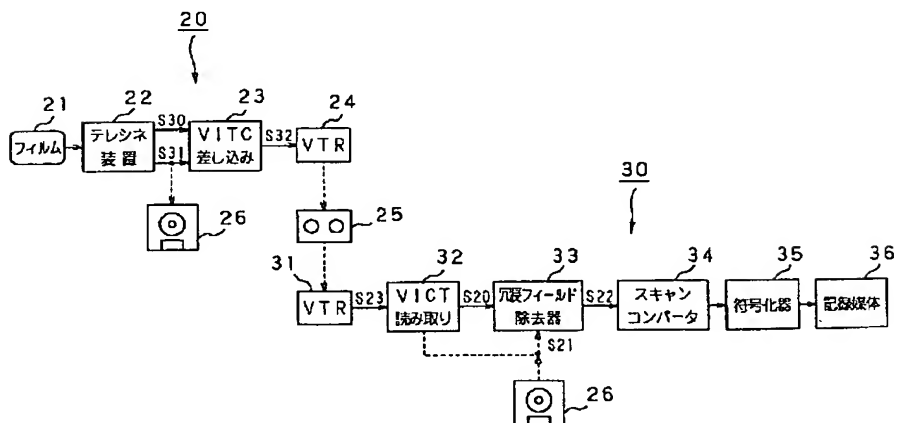 20
21
22
23
24
フィルム
テレシネ
装置
S30
S31
VITC
差し込み
S32
VTR
26
25
30
31
32
33
34
35
36
VTR
S23
VICT
読み取り
S20
冗長フィールド
除去器
S22
スキャン
コンバータ
符号化器
記録媒体
S21
26